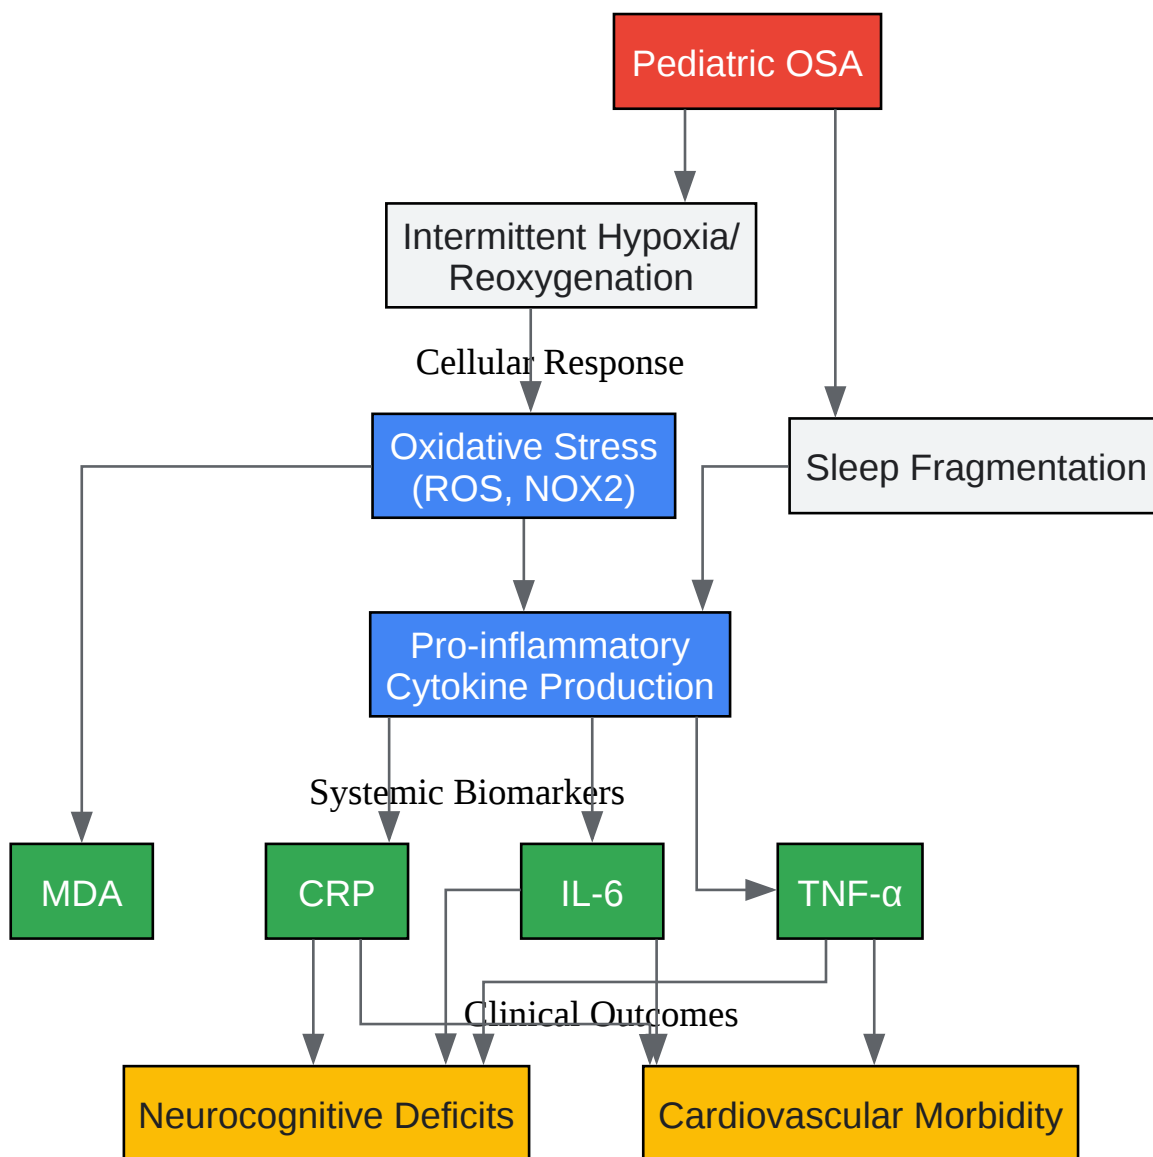 Pediatric OSA
Intermittent Hypoxia/
Reoxygenation
Cellular Response
Oxidative Stress
(ROS, NOX2)
Sleep Fragmentation
Pro-inflammatory
Cytokine Production
Systemic Biomarkers
MDA
CRP
IL-6
TNF-α
Clinical Outcomes
Neurocognitive Deficits
Cardiovascular Morbidity